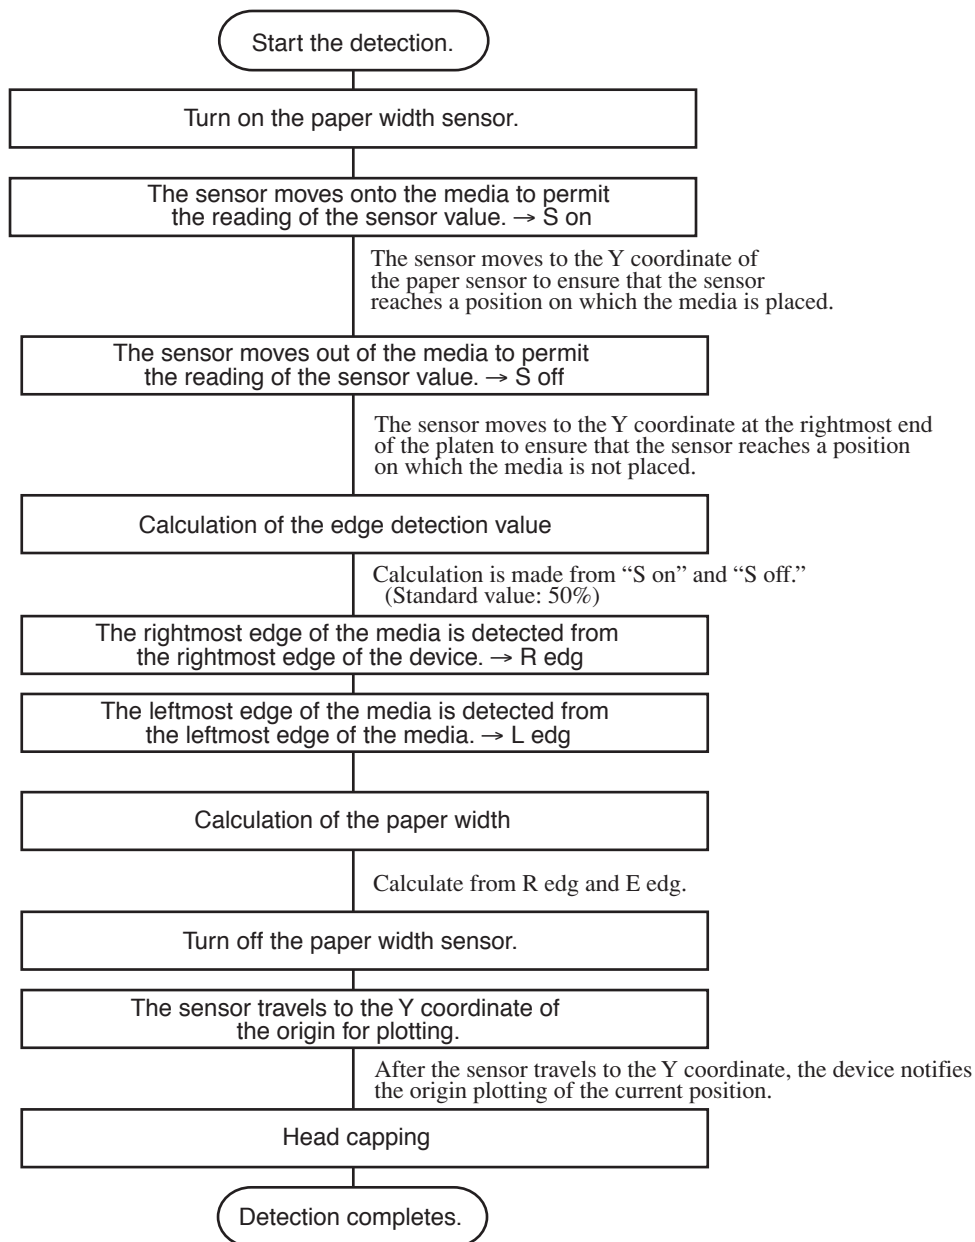 Start the detection.
Turn on the paper width sensor.
The sensor moves onto the media to permit
the reading of the sensor value. → S on
The sensor moves to the Y coordinate of
the paper sensor to ensure that the sensor
reaches a position on which the media is placed.
The sensor moves out of the media to permit
the reading of the sensor value. → S off
The sensor moves to the Y coordinate at the rightmost end
of the platen to ensure that the sensor reaches a position
on which the media is not placed.
Calculation of the edge detection value
Calculation is made from “S on” and “S off.”
(Standard value: 50%)
The rightmost edge of the media is detected from
the rightmost edge of the device. → R edg
The leftmost edge of the media is detected from
the leftmost edge of the media. → L edg
Calculation of the paper width
Calculate from R edg and E edg.
Turn off the paper width sensor.
The sensor travels to the Y coordinate of
the origin for plotting.
After the sensor travels to the Y coordinate, the device notifies
the origin plotting of the current position.
Head capping
Detection completes.